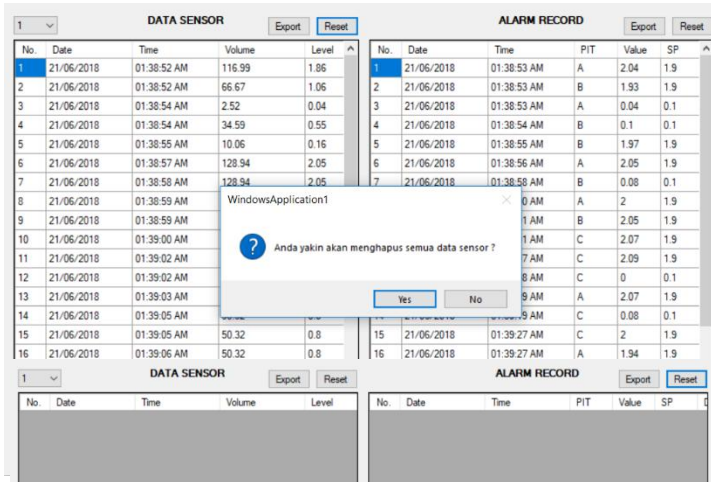 1 DATA SENSOR Export Reset ALARM RECORD Export Reset
No. Date Time Volume Level No. Date Time PIT Value SP
1 21/06/2018 01:38:52 AM 116.99 1.86 1 21/06/2018 01:38:53 AM A 2.04 1.9
2 21/06/2018 01:38:52 AM 66.67 1.06 2 21/06/2018 01:38:53 AM B 1.93 1.9
3 21/06/2018 01:38:54 AM 2.52 0.04 3 21/06/2018 01:38:53 AM A 0.04 0.1
4 21/06/2018 01:38:54 AM 34.59 0.55 4 21/06/2018 01:38:54 AM B 0.1 0.1
5 21/06/2018 01:38:55 AM 10.06 0.16 5 21/06/2018 01:38:55 AM B 1.97 1.9
6 21/06/2018 01:38:57 AM 128.94 2.05 6 21/06/2018 01:38:56 AM A 2.05 1.9
7 21/06/2018 01:38:58 AM 128.94 2.05 7 21/06/2018 01:38:58 AM B 0.08 0.1
8 21/06/2018 01:38:59 AM WindowsApplication1 0 AM A 2 1.9
9 21/06/2018 01:38:59 AM 1 AM B 2.05 1.9
10 21/06/2018 01:39:00 AM Anda yakin akan menghapus semua data sensor ? 1 AM C 2.07 1.9
11 21/06/2018 01:39:02 AM 7 AM C 2.09 1.9
12 21/06/2018 01:39:02 AM 8 AM C 0 0.1
13 21/06/2018 01:39:03 AM Yes No 9 AM A 2.07 1.9
14 21/06/2018 01:39:05 AM 9 AM C 0.08 0.1
15 21/06/2018 01:39:05 AM 50.32 0.8 15 21/06/2018 01:39:27 AM C 2 1.9
16 21/06/2018 01:39:06 AM 50.32 0.8 16 21/06/2018 01:39:27 AM A 1.94 1.9
1 DATA SENSOR Export Reset ALARM RECORD Export Reset
No. Date Time Volume Level No. Date Time PIT Value SP